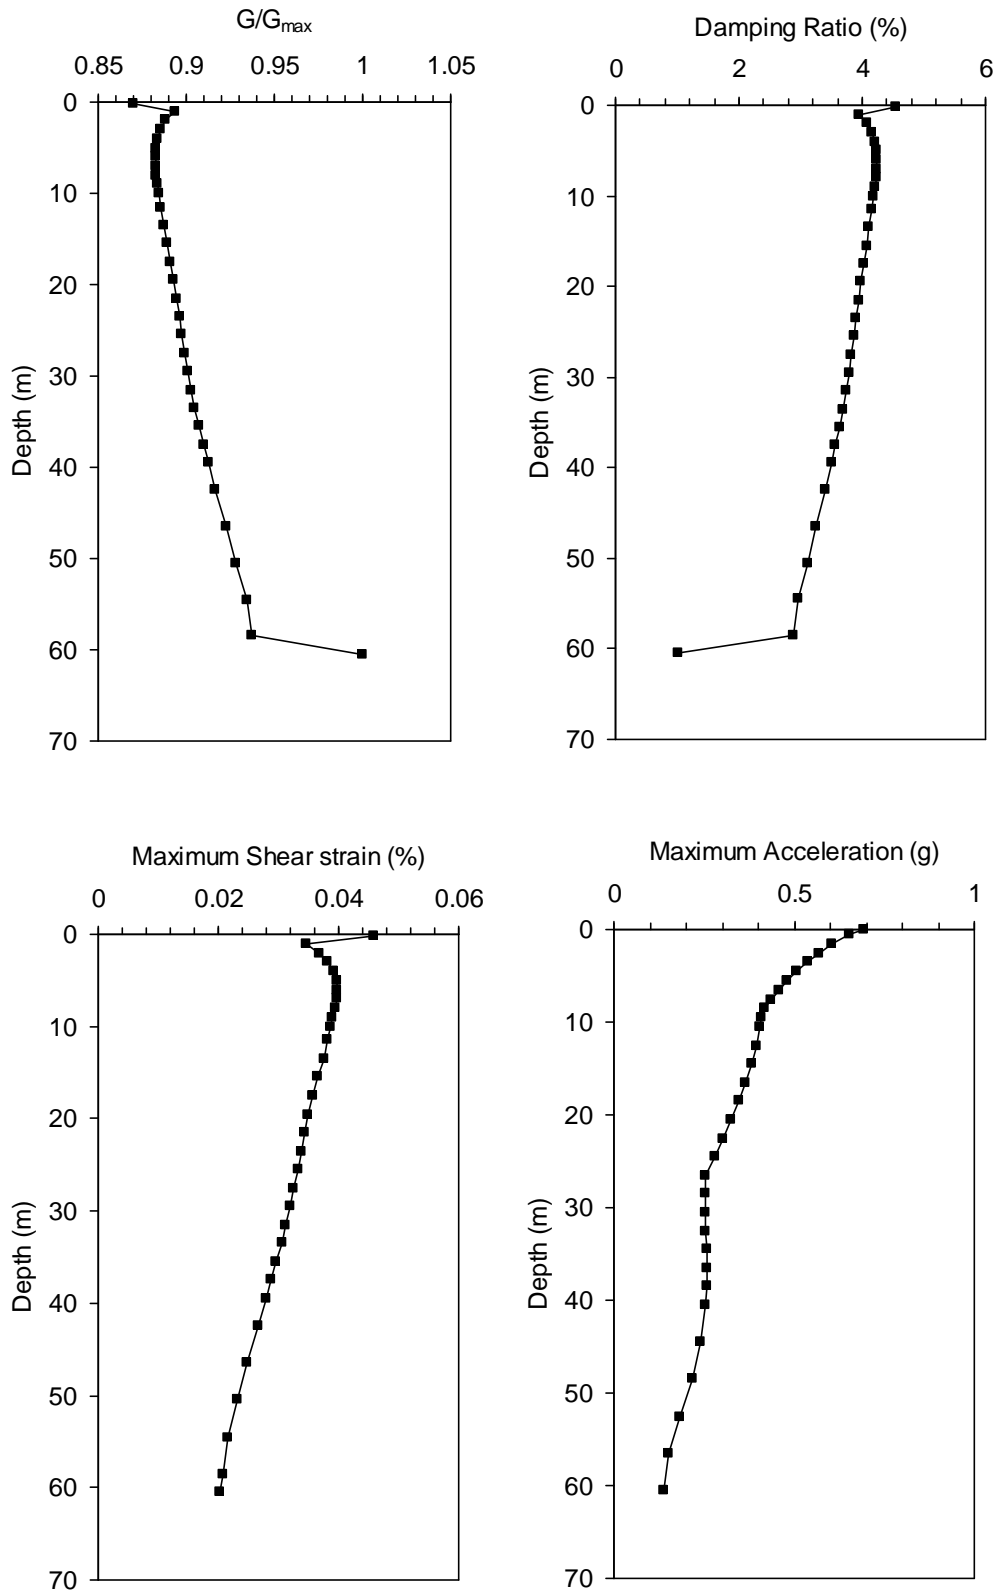 G/Gmax
0.85 0.9 0.95 1 1.05
0
10
20
30
40
50
60
70
Depth (m)
Damping Ratio (%)
0 2 4 6
0
10
20
30
40
50
60
70
Depth (m)
Maximum Shear strain (%)
0 0.02 0.04 0.06
0
10
20
30
40
50
60
70
Depth (m)
Maximum Acceleration (g)
0 0.5 1
0
10
20
30
40
50
60
70
Depth (m)